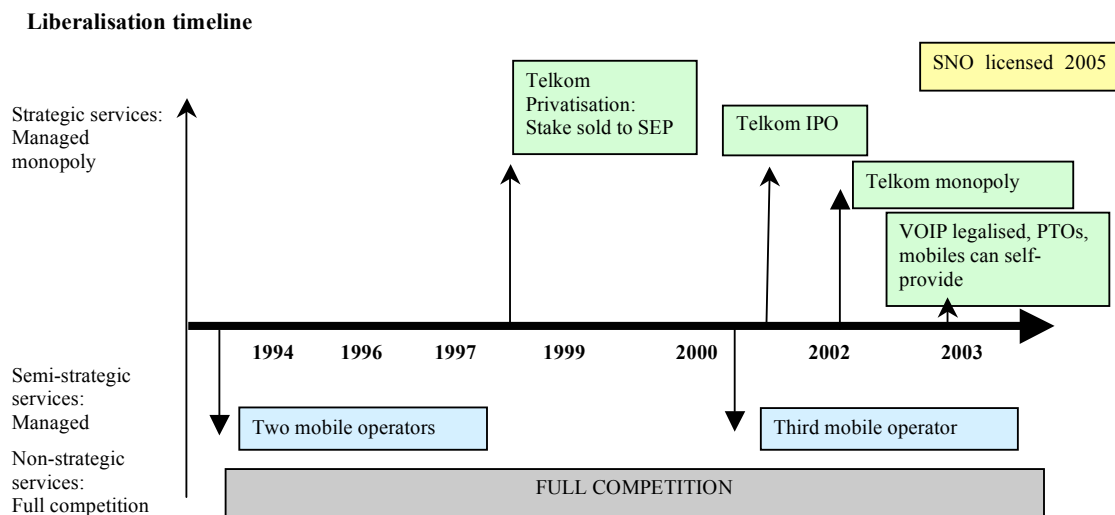 Liberalisation timeline
SNO licensed 2005
Telkom
Privatisation:
Stake sold to SEP
Strategic services:
Managed
monopoly
Telkom IPO
Telkom monopoly
VOIP legalised, PTOs,
mobiles can self-
provide
1994 1996 1997 1999 2000 2002 2003
Semi-strategic
services:
Managed
Two mobile operators
Third mobile operator
Non-strategic
services:
Full competition
FULL COMPETITION